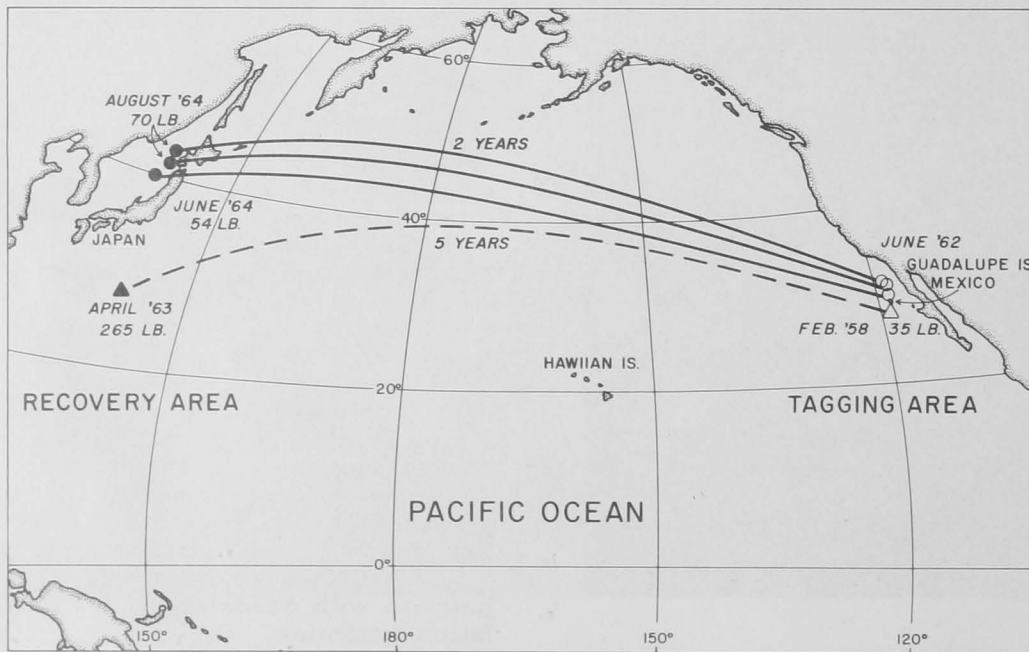 60°
AUGUST '64
70 LB.
2 YEARS
JUNE '64
54 LB.
40°
JAPAN
5 YEARS
JUNE '62
GUADALUPE IS.
MEXICO
APRIL '63
265 LB.
FEB. '58 35 LB.
HAWIIAN IS.
20°
RECOVERY AREA
TAGGING AREA
PACIFIC OCEAN
0°
150°
180°
150°
120°